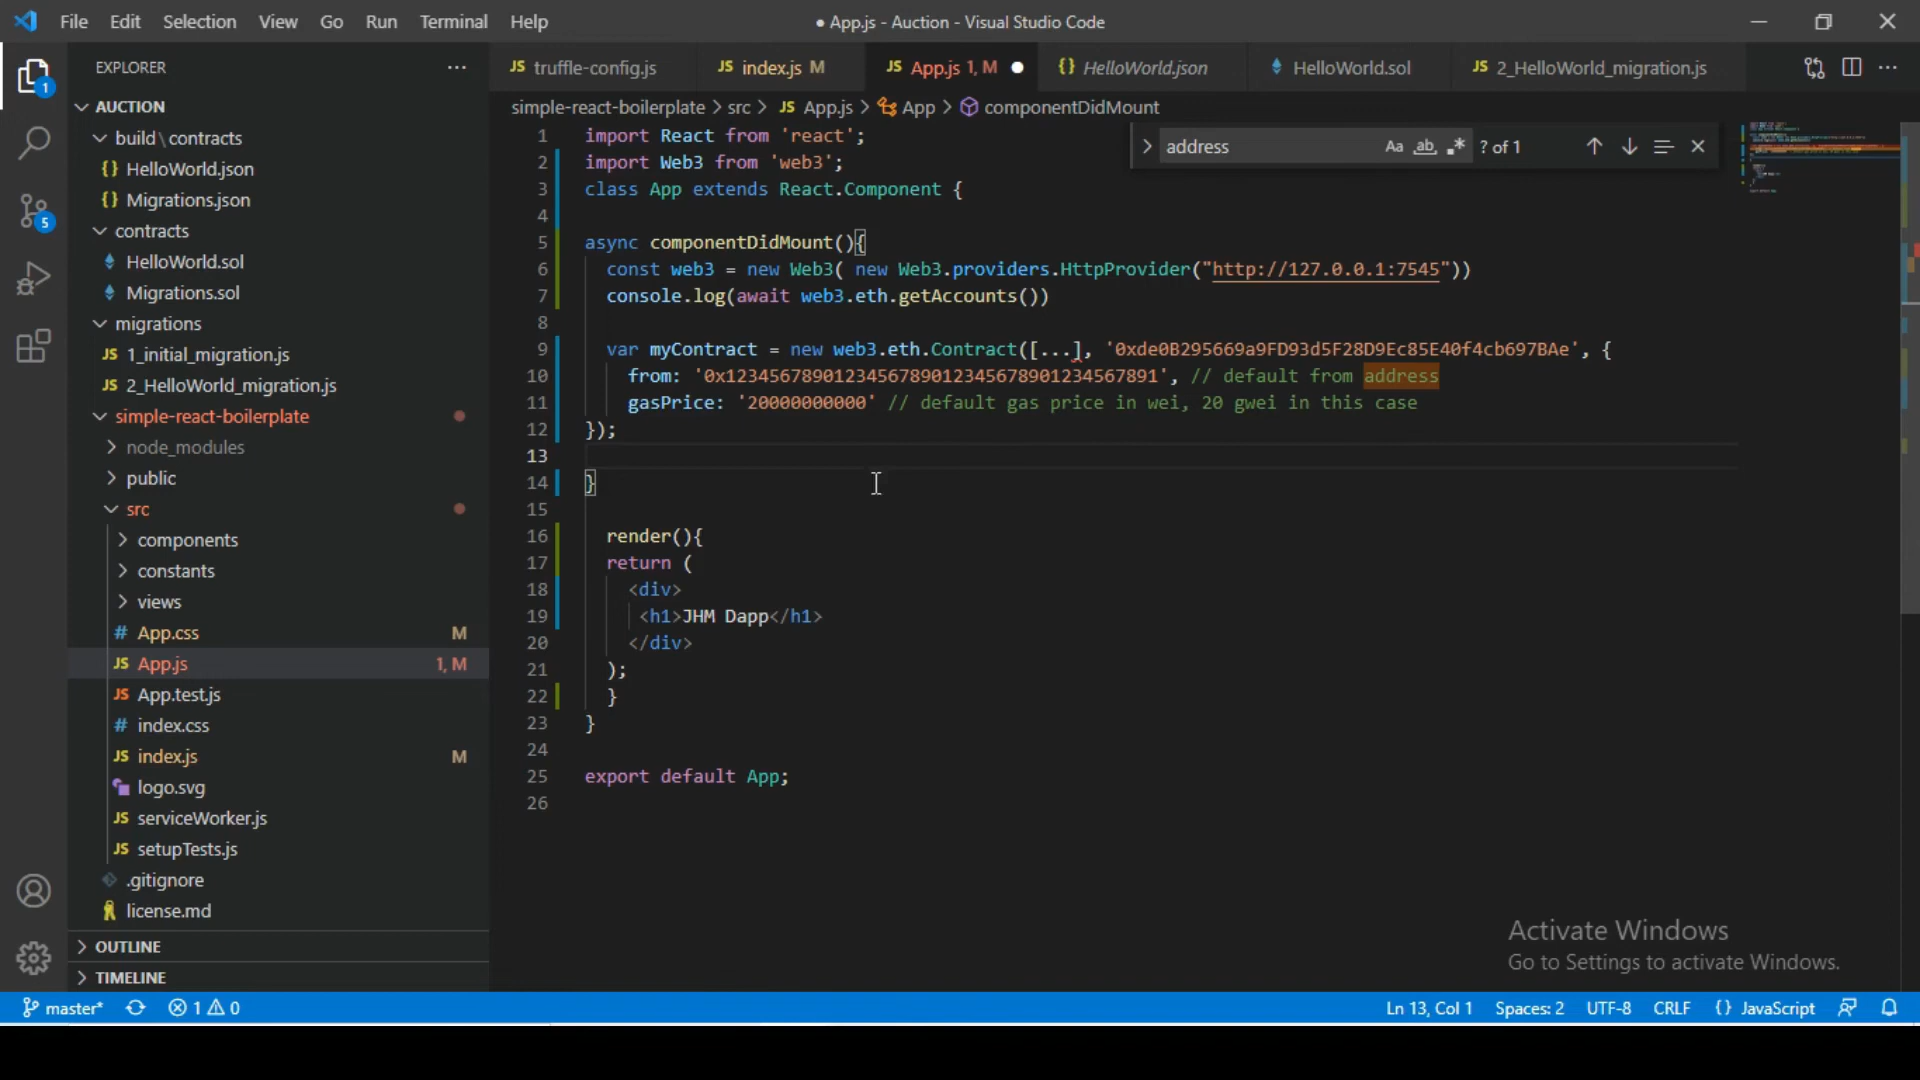 File Edit Selection View Go Run Terminal Help
● App.js - Auction - Visual Studio Code
EXPLORER
truffle-config.js
index.js M
App.js 1, M
HelloWorld.json
HelloWorld.sol
2_HelloWorld_migration.js
simple-react-boilerplate > src > JS App.js > App > componentDidMount
address
Aa ab .* ? of 1
1
5
AUCTION
build \ contracts
{} HelloWorld.json
{} Migrations.json
contracts
HelloWorld.sol
Migrations.sol
migrations
JS 1_initial_migration.js
JS 2_HelloWorld_migration.js
simple-react-boilerplate
node_modules
public
src
components
constants
views
# App.css M
JS App.js 1, M
JS App.test.js
# index.css
JS index.js M
logo.svg
JS serviceWorker.js
JS setupTests.js
.gitignore
license.md
OUTLINE
TIMELINE
1 import React from 'react';
2 import Web3 from 'web3';
3 class App extends React.Component {
4
5 async componentDidMount(){
6 const web3 = new Web3( new Web3.providers.HttpProvider("http://127.0.0.1:7545"))
7 console.log(await web3.eth.getAccounts())
8
9 var myContract = new web3.eth.Contract([...], '0xde0B295669a9FD93d5F28D9Ec85E40f4cb697BAe', {
10 from: '0x1234567890123456789012345678901234567891', // default from address
11 gasPrice: '20000000000' // default gas price in wei, 20 gwei in this case
12 });
13
14 }
15
16 render(){
17 return (
18 <div>
19 <h1>JHM Dapp</h1>
20 </div>
21 );
22 }
23 }
24
25 export default App;
26
Activate Windows
Go to Settings to activate Windows.
master* 1 0
Ln 13, Col 1 Spaces: 2 UTF-8 CRLF {} JavaScript